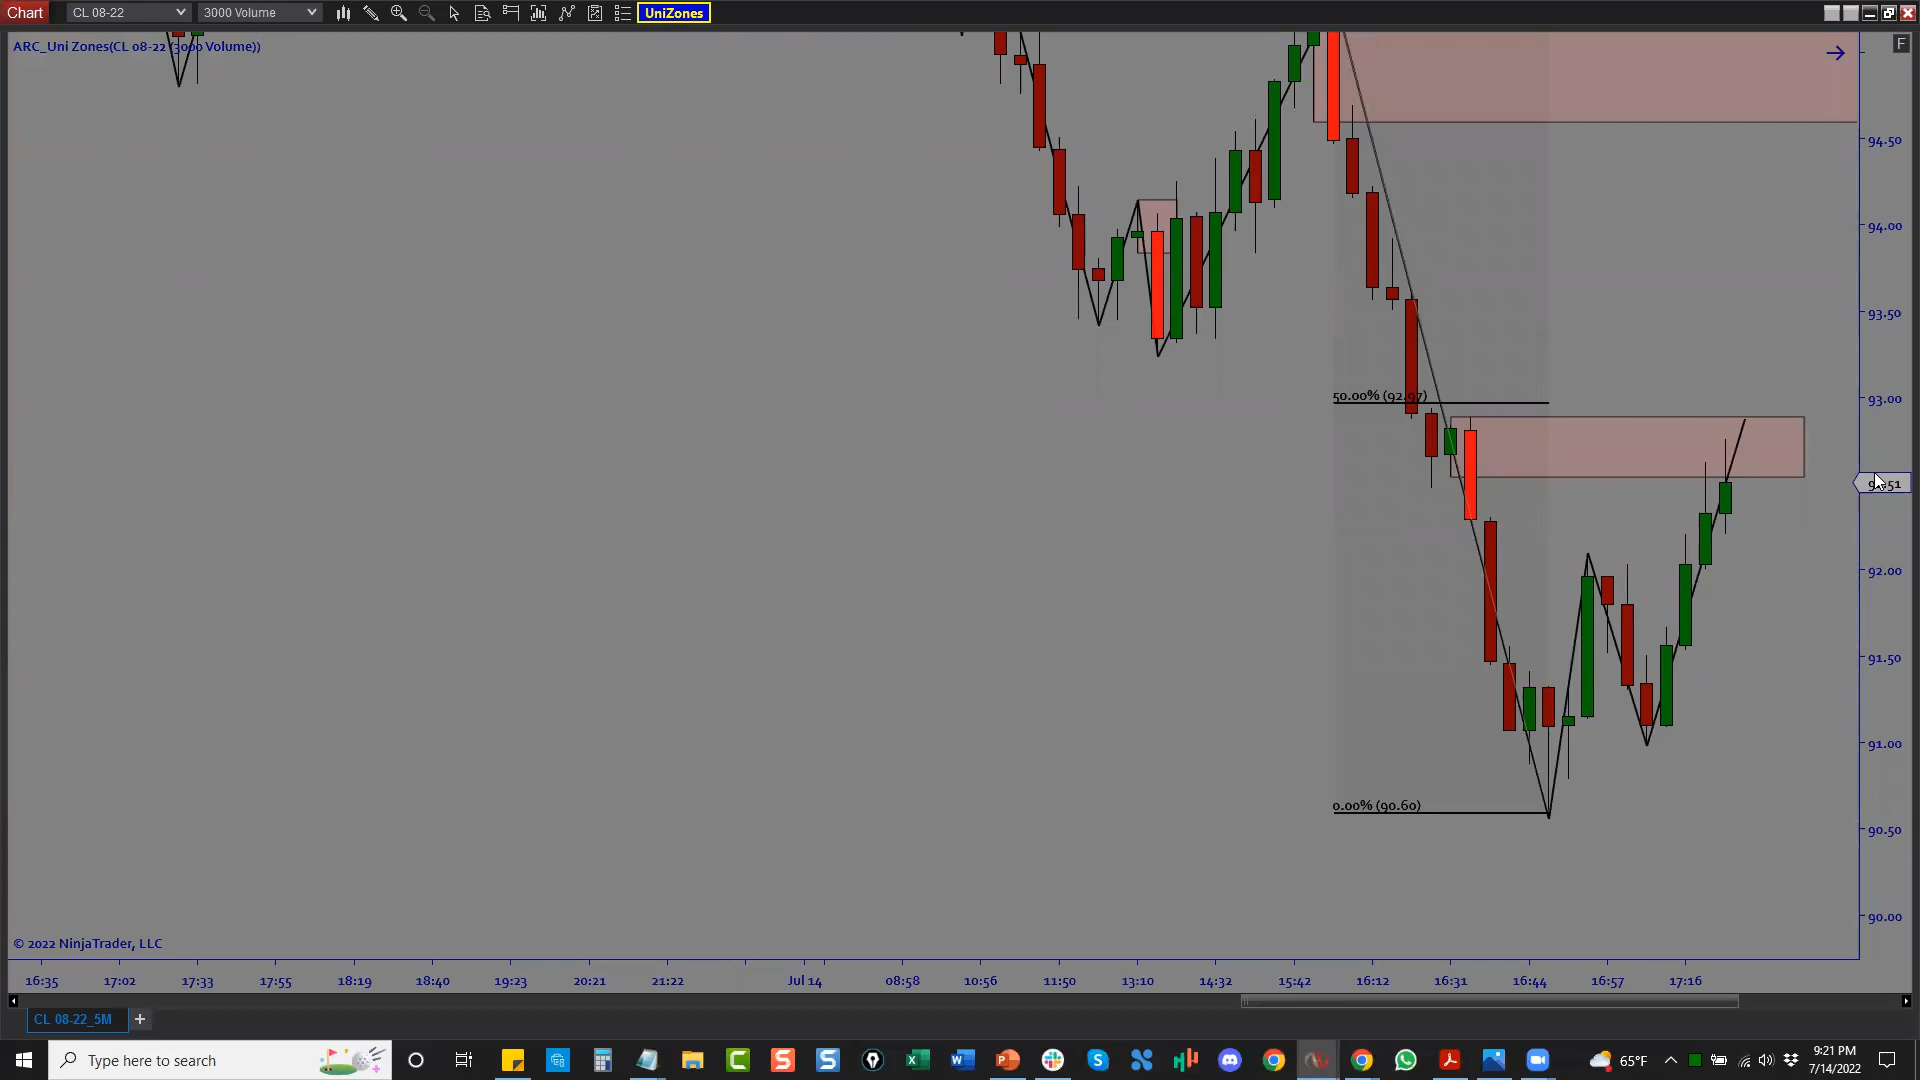 Chart
CL 08-22
3000 Volume
UniZones
ARC_Uni Zones(CL 08-22 (3000 Volume))
F
94.50
94.00
93.50
50.00% (92.97)
93.00
92.00
91.50
91.00
0.00% (90.60)
90.50
90.00
© 2022 NinjaTrader, LLC
16:35 17:02 17:33 17:55 18:19 18:40 19:23 20:21 21:22 Jul 14 08:58 10:56 11:50 13:10 14:32 15:42 16:12 16:31 16:44 16:57 17:16
CL 08-22_5M
+
Type here to search
65°F
9:21 PM
7/14/2022